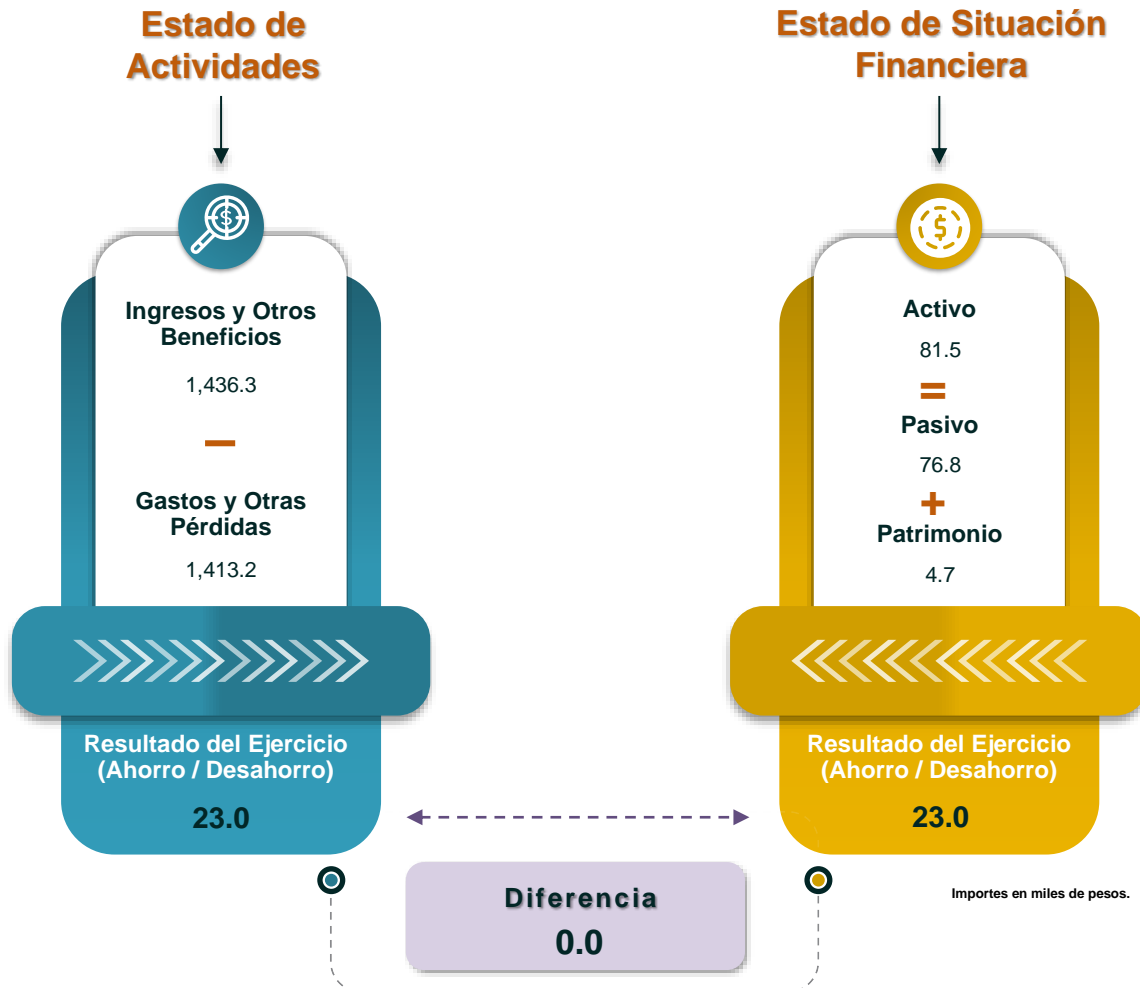 Estado de
Actividades
Ingresos y Otros
Beneficios
1,436.3
–
Gastos y Otras
Pérdidas
1,413.2
Resultado del Ejercicio
(Ahorro / Desahorro)
23.0
Estado de Situación
Financiera
$
Activo
81.5
=
Pasivo
76.8
+
Patrimonio
4.7
Resultado del Ejercicio
(Ahorro / Desahorro)
23.0
Diferencia
0.0
Importes en miles de pesos.